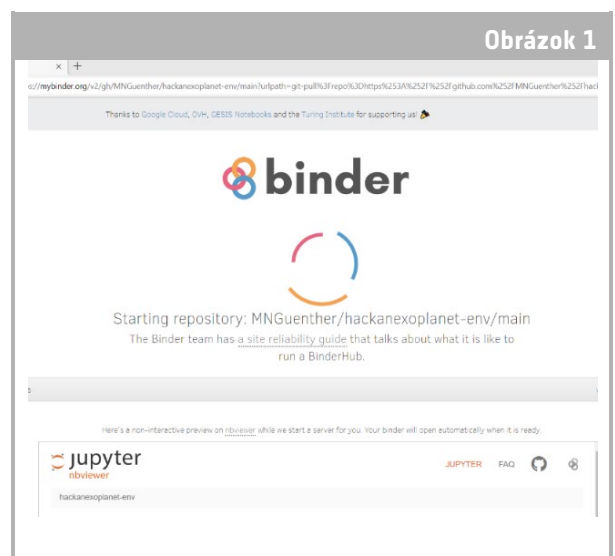 Obrázok 1
× +
s://mybinder.org/v2/gh/MNGuenther/hackanexoplanet-env/main?urlpath=git-pull%3Frepo%3Dhttps%253A%252F%252Fgithub.com%252FMNGuenther%252Fhack
Thanks to Google Cloud, OVH, GESIS Notebooks and the Turing Institute for supporting us!
binder
Starting repository: MNGuenther/hackanexoplanet-env/main
The Binder team has a site reliability guide that talks about what it is like to
run a BinderHub.
s
Here's a non-interactive preview on nbviewer while we start a server for you. Your binder will open automatically when it is ready.
jupyter
nbviewer
JUPYTER FAQ
hackanexoplanet-env